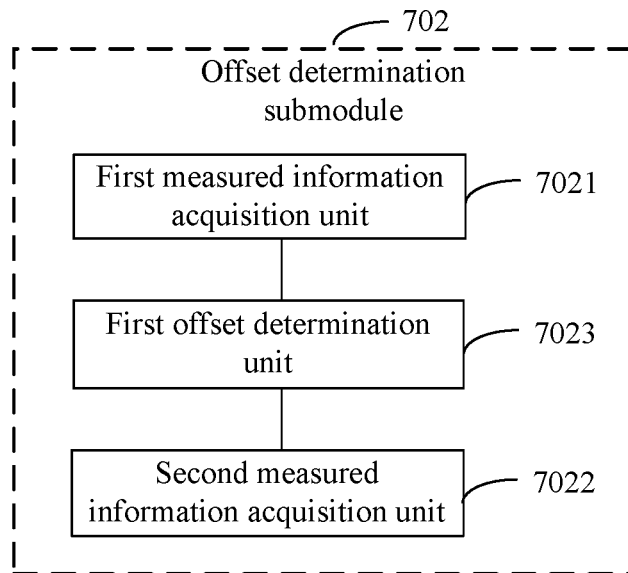 702
Offset determination
submodule
First measured information
acquisition unit
7021
First offset determination
unit
7023
Second measured
information acquisition unit
7022